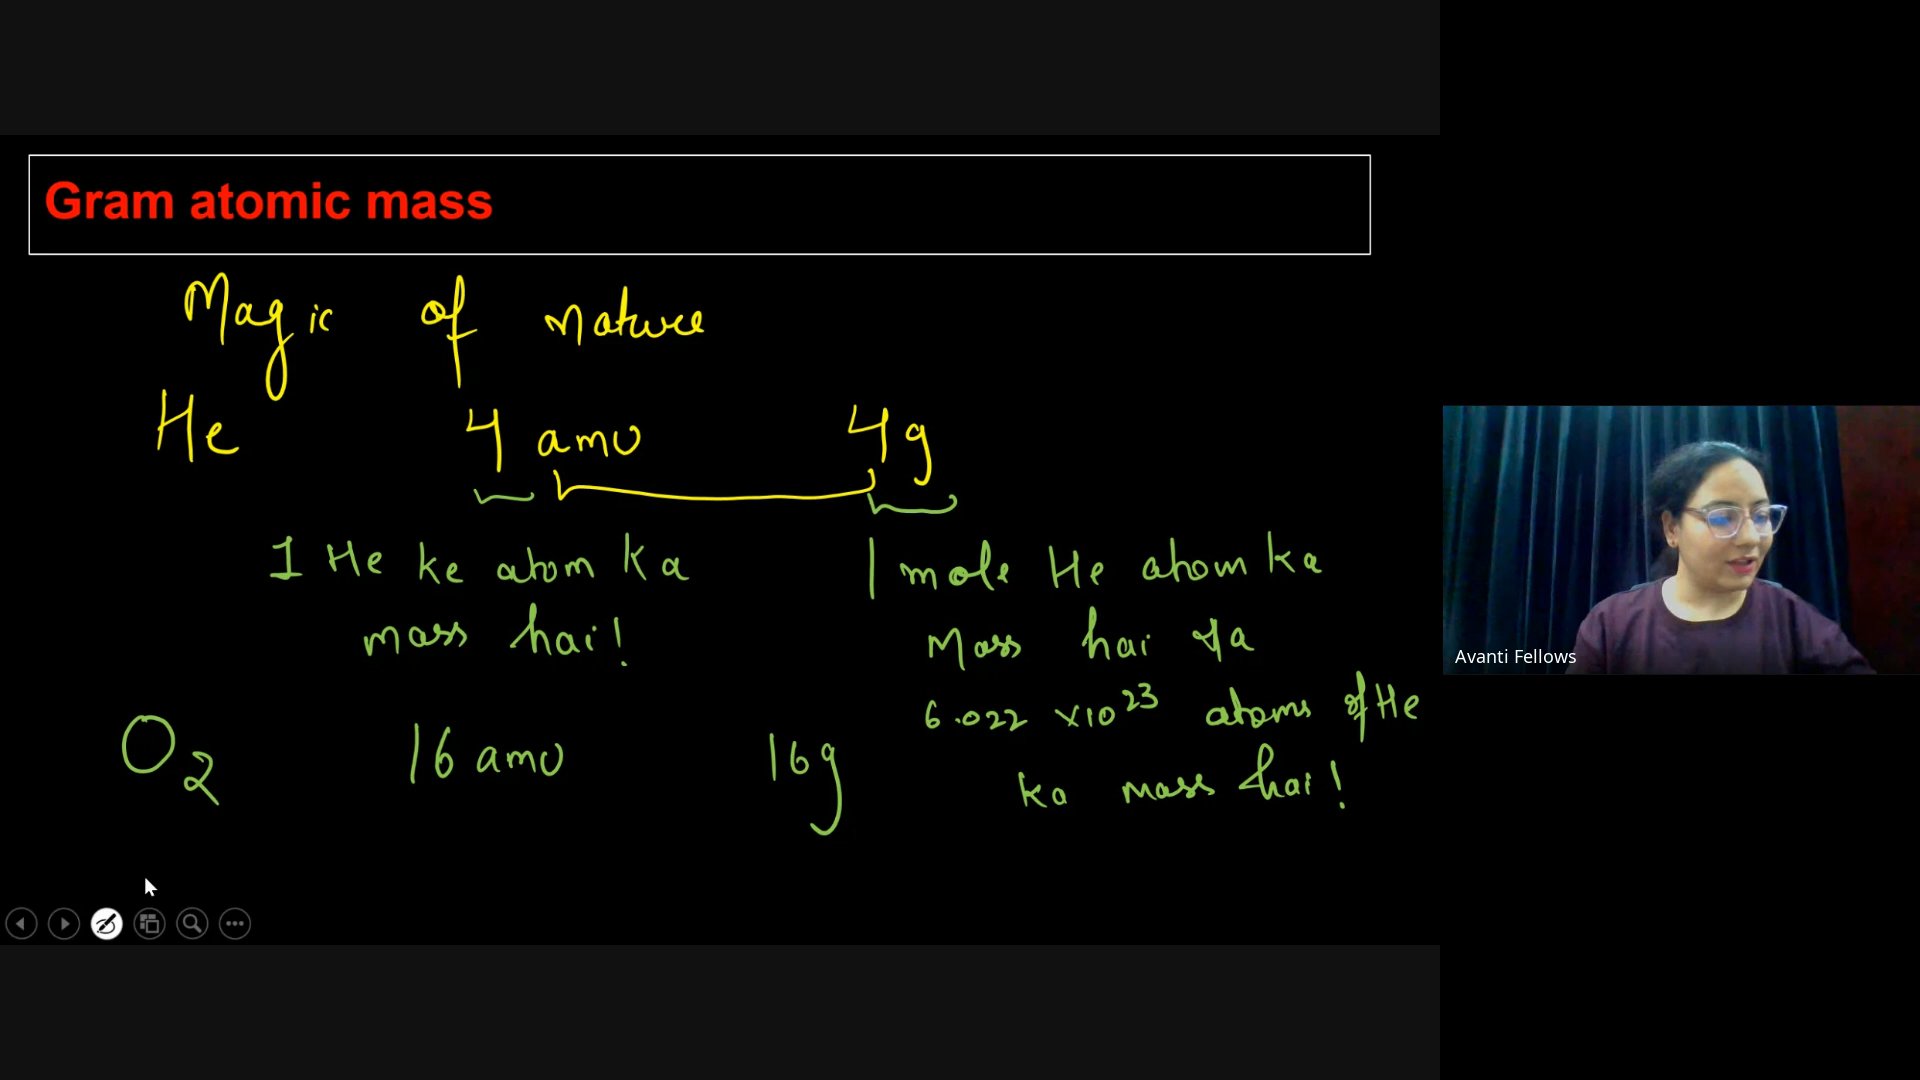 Gram atomic mass
Magic of Nature
He 4 amu 4g
1 He ke atom ka
mass hai!
1 mole He atom ka
Mass hai ya
6.022 x10^23 atoms of He
ka mass hai!
O2 16 amu 16g
Avanti Fellows